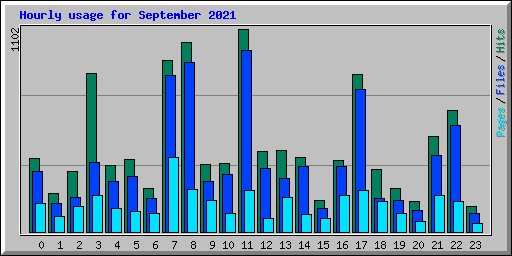 Hourly usage for September 2021
1102
Pages / Files / Hits
0 1 2 3 4 5 6 7 8 9 10 11 12 13 14 15 16 17 18 19 20 21 22 23